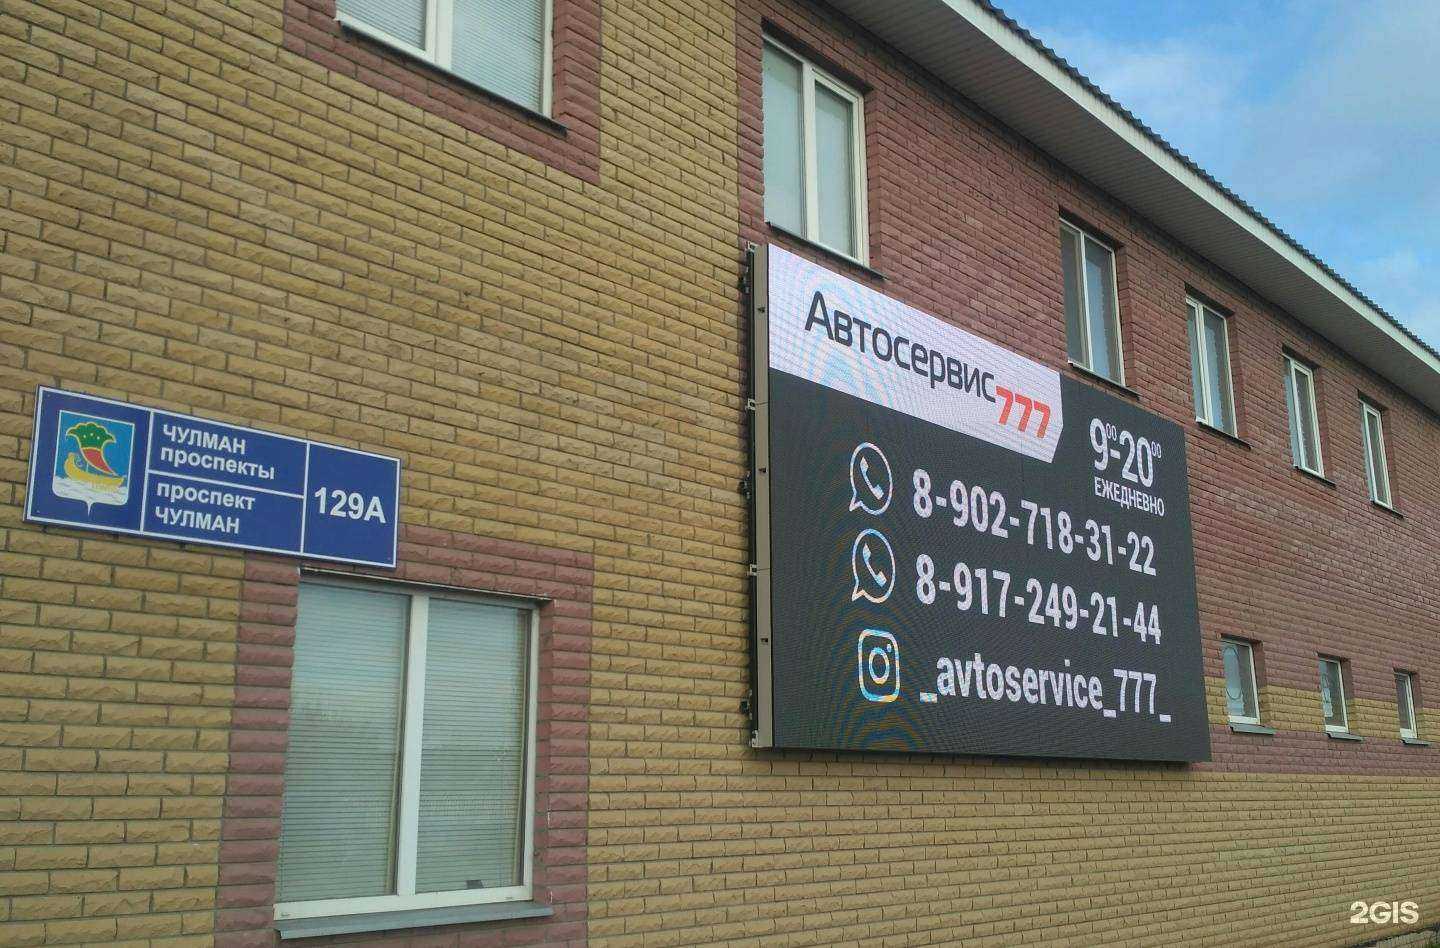 ЧУЛМАН
проспекты
проспект
ЧУЛМАН
129А
Автосервис777
9⁰⁰-20⁰⁰
ЕЖЕДНЕВНО
8-902-718-31-22
8-917-249-21-44
_avtoservice_777_
2GIS